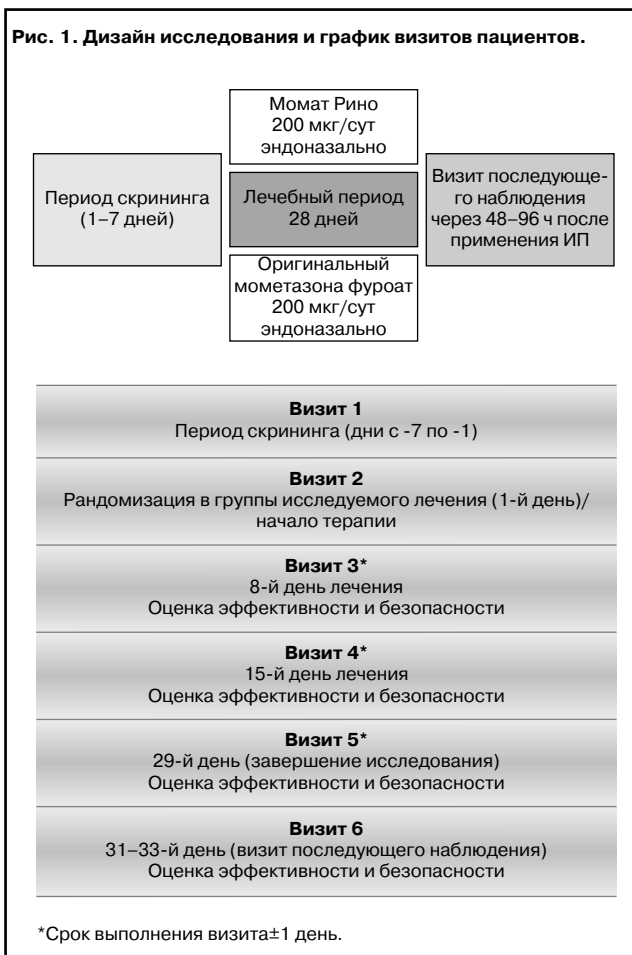 Рис. 1. Дизайн исследования и график визитов пациентов.
Момат Рино
200 мкг/сут
эндоназально
Период скрининга
(1–7 дней)
Лечебный период
28 дней
Визит последующе-
го наблюдения
через 48–96 ч после
применения ИП
Оригинальный
мометазона фуроат
200 мкг/сут
эндоназально
Визит 1
Период скрининга (дни с -7 по -1)
Визит 2
Рандомизация в группы исследуемого лечения (1-й день)/
начало терапии
Визит 3*
8-й день лечения
Оценка эффективности и безопасности
Визит 4*
15-й день лечения
Оценка эффективности и безопасности
Визит 5*
29-й день (завершение исследования)
Оценка эффективности и безопасности
Визит 6
31–33-й день (визит последующего наблюдения)
Оценка эффективности и безопасности
*Срок выполнения визита±1 день.